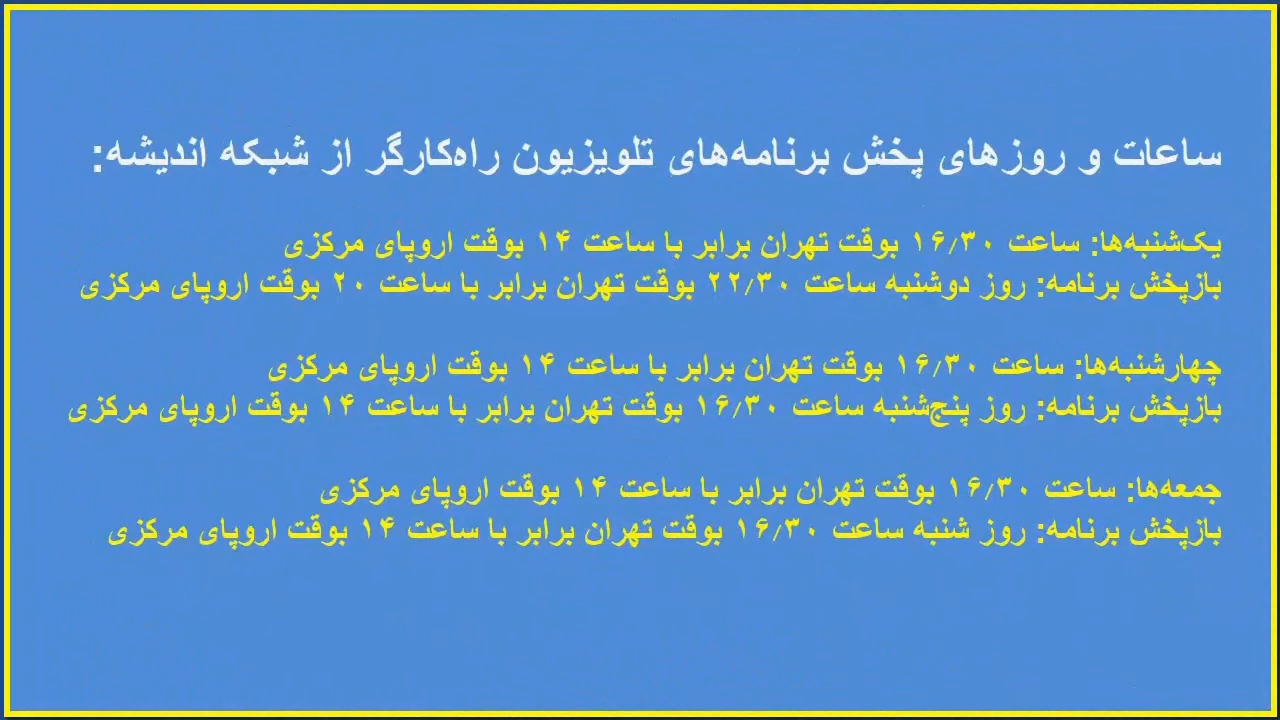 ساعات و روزهای پخش برنامه‌های تلویزیون راه‌کارگر از شبکه اندیشه:
یک‌شنبه‌ها: ساعت ۱۶٫۳۰ بوقت تهران برابر با ساعت ۱۴ بوقت اروپای مرکزی
بازپخش برنامه: روز دوشنبه ساعت ۲۲٫۳۰ بوقت تهران برابر با ساعت ۲۰ بوقت اروپای مرکزی
چهارشنبه‌ها: ساعت ۱۶٫۳۰ بوقت تهران برابر با ساعت ۱۴ بوقت اروپای مرکزی
بازپخش برنامه: روز پنج‌شنبه ساعت ۱۶٫۳۰ بوقت تهران برابر با ساعت ۱۴ بوقت اروپای مرکزی
جمعه‌ها: ساعت ۱۶٫۳۰ بوقت تهران برابر با ساعت ۱۴ بوقت اروپای مرکزی
بازپخش برنامه: روز شنبه ساعت ۱۶٫۳۰ بوقت تهران برابر با ساعت ۱۴ بوقت اروپای مرکزی